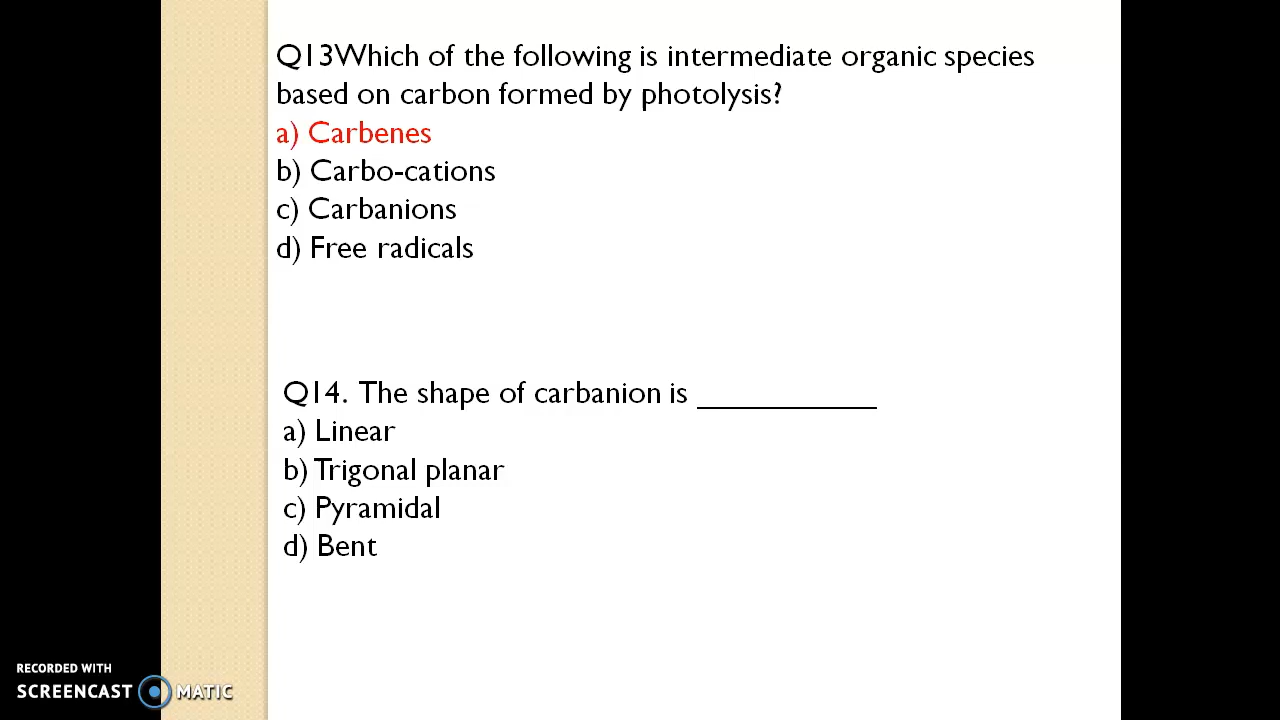 Q13Which of the following is intermediate organic species
based on carbon formed by photolysis?
a) Carbenes
b) Carbo-cations
c) Carbanions
d) Free radicals
Q14. The shape of carbanion is ___________
a) Linear
b) Trigonal planar
c) Pyramidal
d) Bent
RECORDED WITH
SCREENCAST MATIC